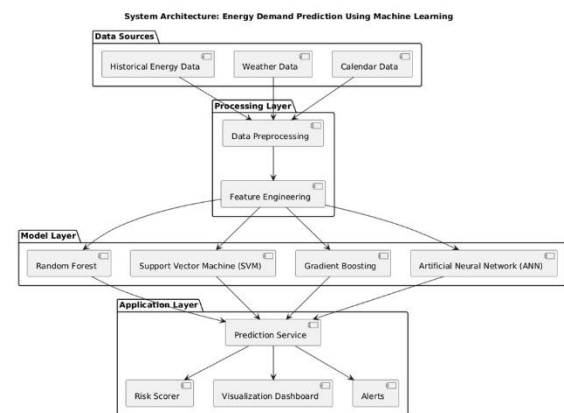 System Architecture: Energy Demand Prediction Using Machine Learning
Data Sources
Historical Energy Data
Weather Data
Calendar Data
Processing Layer
Data Preprocessing
Feature Engineering
Model Layer
Random Forest
Support Vector Machine (SVM)
Gradient Boosting
Artificial Neural Network (ANN)
Application Layer
Prediction Service
Risk Scorer
Visualization Dashboard
Alerts